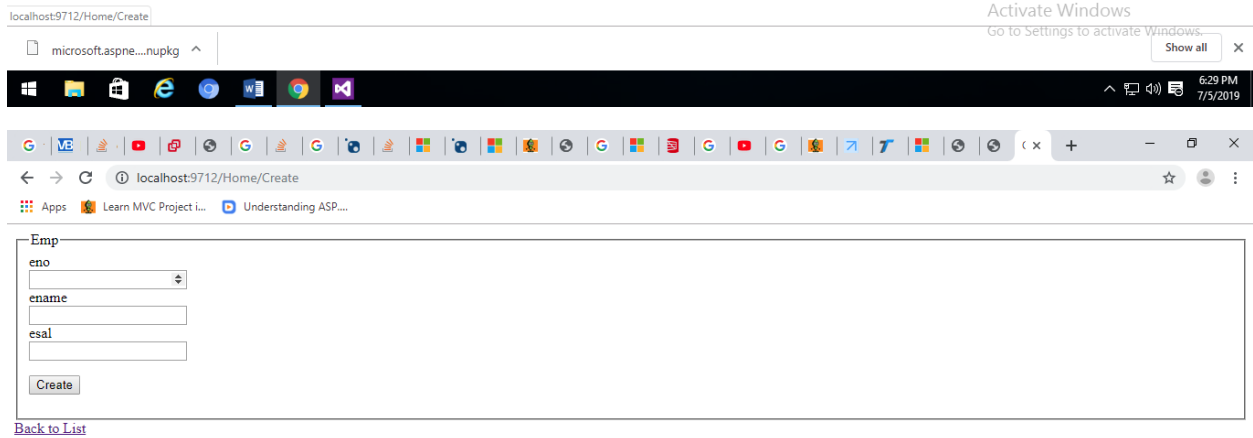 localhost:9712/Home/Create
Activate Windows
Go to Settings to activate Windows.
microsoft.aspne....nupkg
Show all
6:29 PM
7/5/2019
localhost:9712/Home/Create
Apps Learn MVC Project i... Understanding ASP....
Emp
eno
ename
esal
Create
Back to List